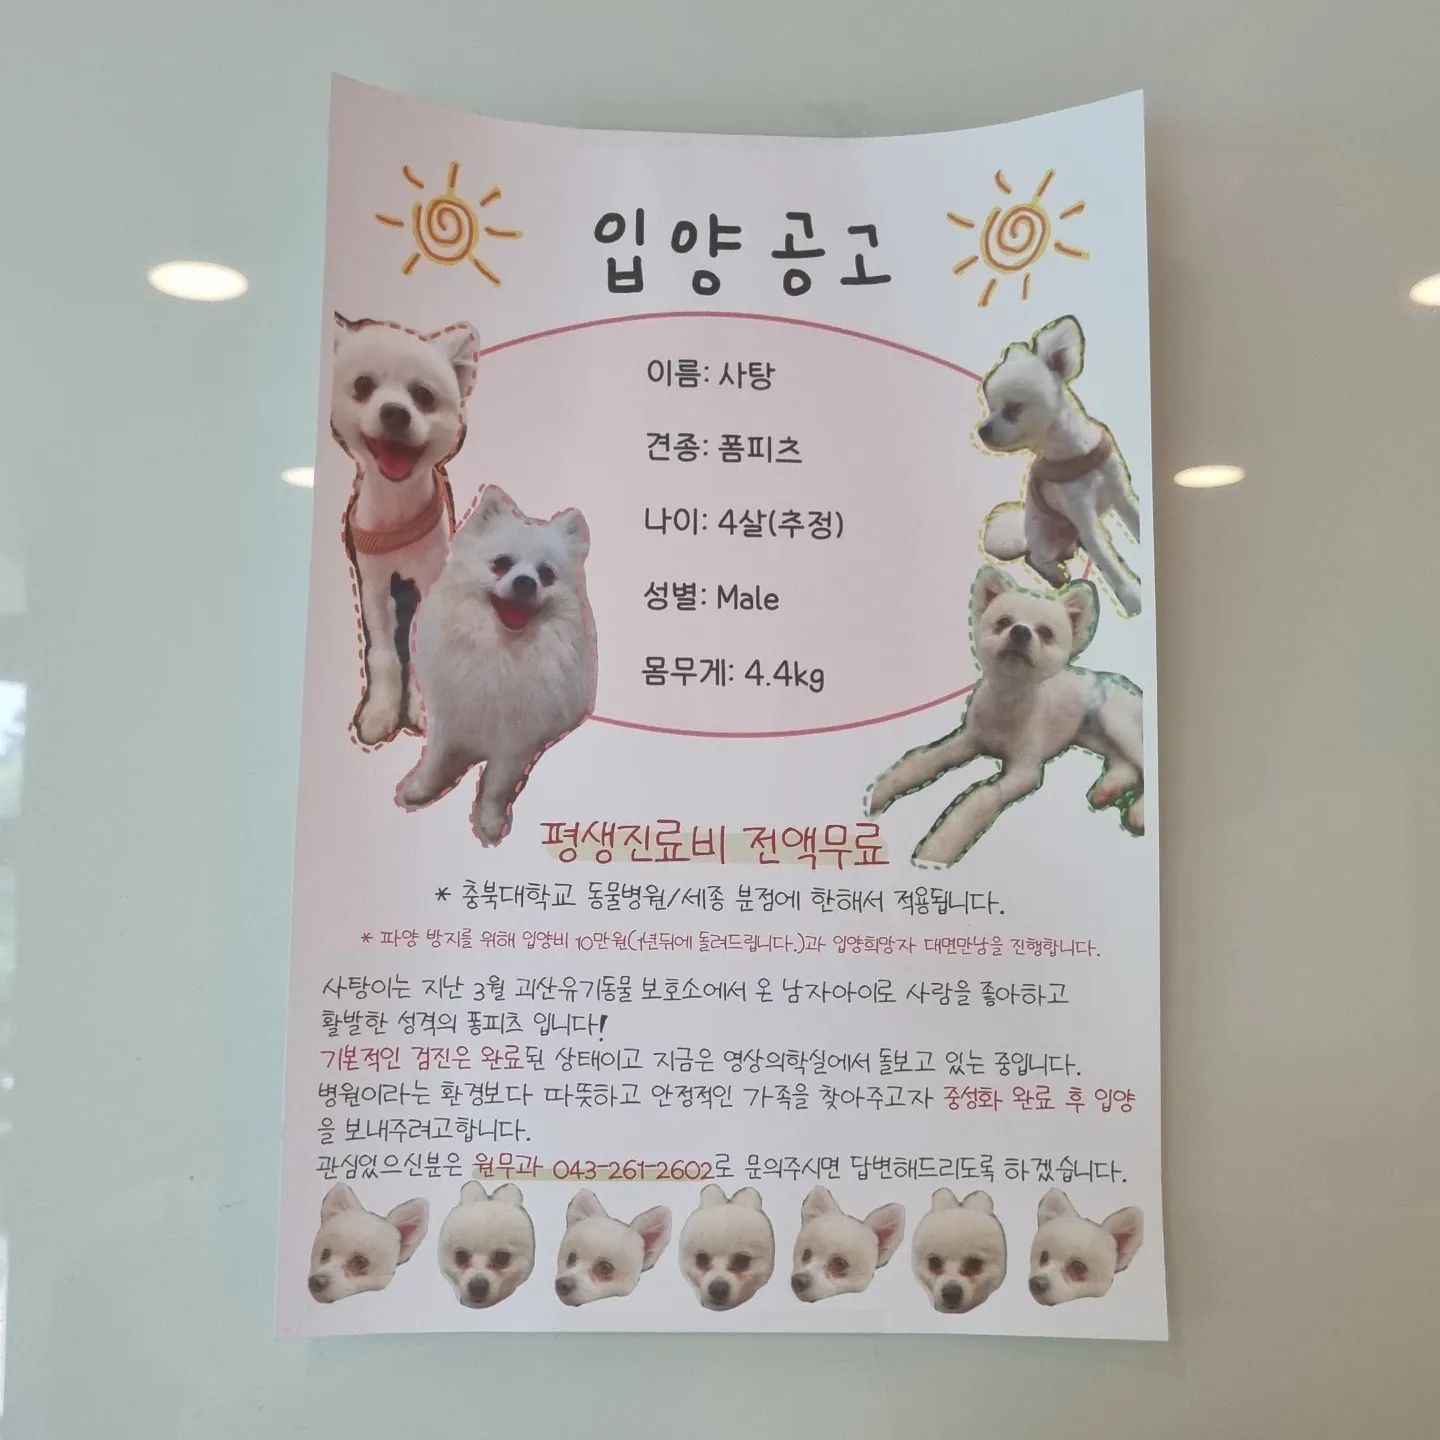 입양공고
이름: 사탕
견종: 폼피츠
나이: 4살(추정)
성별: Male
몸무게: 4.4kg
평생진료비 전액무료
* 충북대학교 동물병원/세종 분점에 한해서 적용됩니다.
* 파양 방지를 위해 입양비 10만원(1년뒤에 돌려드립니다.)과 입양희망자 대면만남을 진행합니다.
사탕이는 지난 3월 괴산유기동물 보호소에서 온 남자아이로 사람을 좋아하고
활발한 성격의 퐁피츠 입니다!
기본적인 검진은 완료된 상태이고 지금은 영상의학실에서 돌보고 있는 중입니다.
병원이라는 환경보다 따뜻하고 안정적인 가족을 찾아주고자 중성화 완료 후 입양
을 보내주려고합니다.
관심있으신분은 원무과 043-261-2602로 문의주시면 답변해드리도록 하겠습니다.